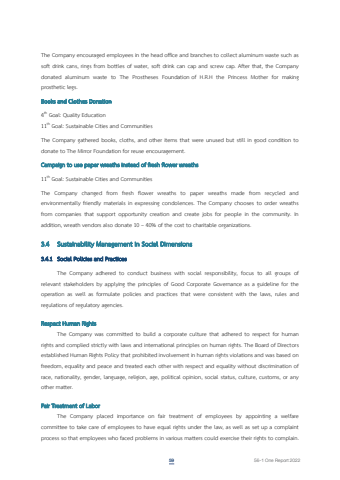 The Company encouraged employees in the head office and branches to collect aluminum waste such as
soft drink cans, rings from bottles of water, soft drink can cap and screw cap. After that, the Company
donated aluminum waste to The Prostheses Foundation of H.R.H the Princess Mother for making
prosthetic legs.
Books and Clothes Donation
4th Goal: Quality Education
11th Goal: Sustainable Cities and Communities
The Company gathered books, cloths, and other items that were unused but still in good condition to
donate to The Mirror Foundation for reuse encouragement.
Campaign to use paper wreaths instead of fresh flower wreaths
11th Goal: Sustainable Cities and Communities
The Company changed from fresh flower wreaths to paper wreaths made from recycled and
environmentally friendly materials in expressing condolences. The Company chooses to order wreaths
from companies that support opportunity creation and create jobs for people in the community. In
addition, wreath vendors also donate 10 – 40% of the cost to charitable organizations.
3.4 Sustainability Management in Social Dimensions
3.4.1 Social Policies and Practices
The Company adhered to conduct business with social responsibility, focus to all groups of
relevant stakeholders by applying the principles of Good Corporate Governance as a guideline for the
operation as well as formulate policies and practices that were consistent with the laws, rules and
regulations of regulatory agencies.
Respect Human Rights
The Company was committed to build a corporate culture that adhered to respect for human
rights and complied strictly with laws and international principles on human rights. The Board of Directors
established Human Rights Policy that prohibited involvement in human rights violations and was based on
freedom, equality and peace and treated each other with respect and equality without discrimination of
race, nationality, gender, language, religion, age, political opinion, social status, culture, customs, or any
other matter.
Fair Treatment of Labor
The Company placed importance on fair treatment of employees by appointing a welfare
committee to take care of employees to have equal rights under the law, as well as set up a complaint
process so that employees who faced problems in various matters could exercise their rights to complain.
56-1 One Report 2022